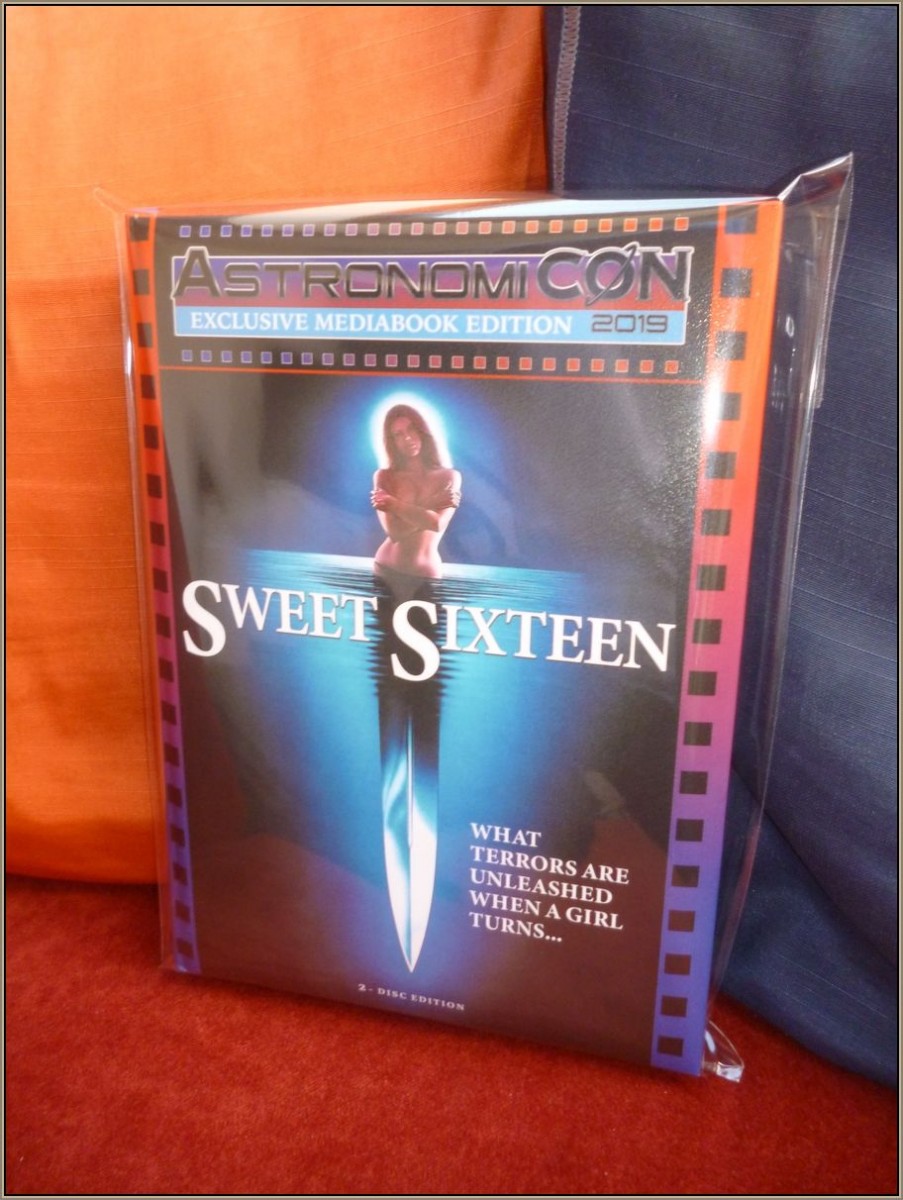 ASTRONOMICØN
EXCLUSIVE MEDIABOOK EDITION 2019
SWEET SIXTEEN
WHAT
TERRORS ARE
UNLEASHED
WHEN A GIRL
TURNS...
2-DISC EDITION